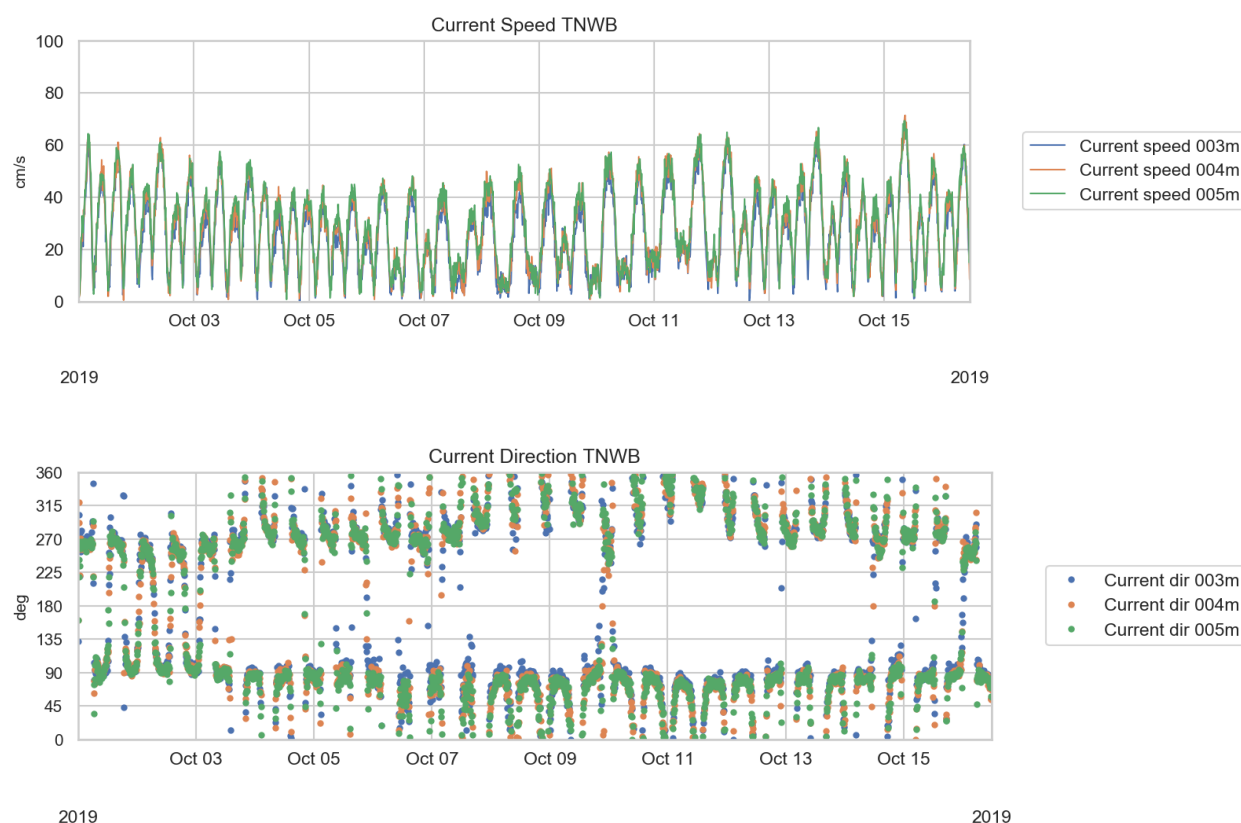 Current Speed TNWB
100
80
60
40
20
0
cm/s
Oct 03 Oct 05 Oct 07 Oct 09 Oct 11 Oct 13 Oct 15
2019 2019
Current speed 003m
Current speed 004m
Current speed 005m
Current Direction TNWB
360
315
270
225
180
135
90
45
0
deg
Oct 03 Oct 05 Oct 07 Oct 09 Oct 11 Oct 13 Oct 15
2019 2019
Current dir 003m
Current dir 004m
Current dir 005m